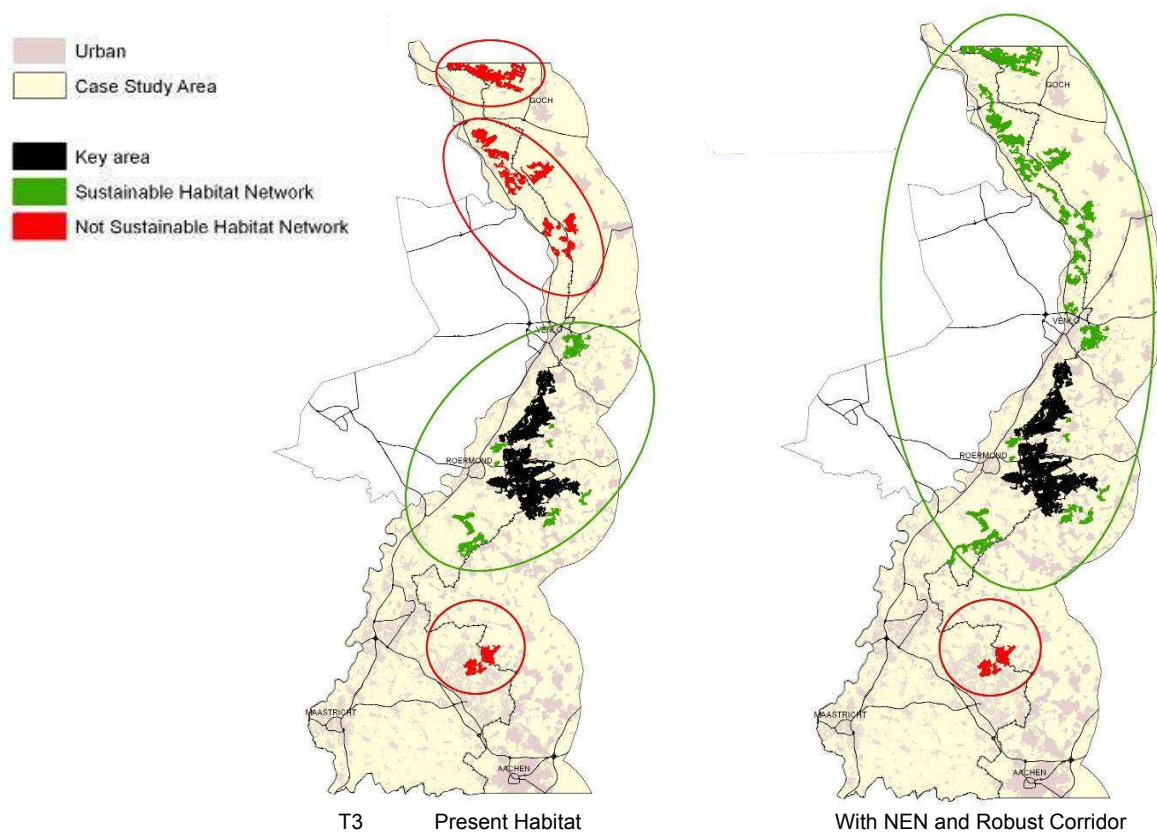 Urban
Case Study Area
Key area
Sustainable Habitat Network
Not Sustainable Habitat Network
GOCH
VENLO
ROERMOND
MAASTRICHT
AACHEN
GOCH
VENLO
ROERMOND
MAASTRICHT
AACHEN
T3 Present Habitat
With NEN and Robust Corridor